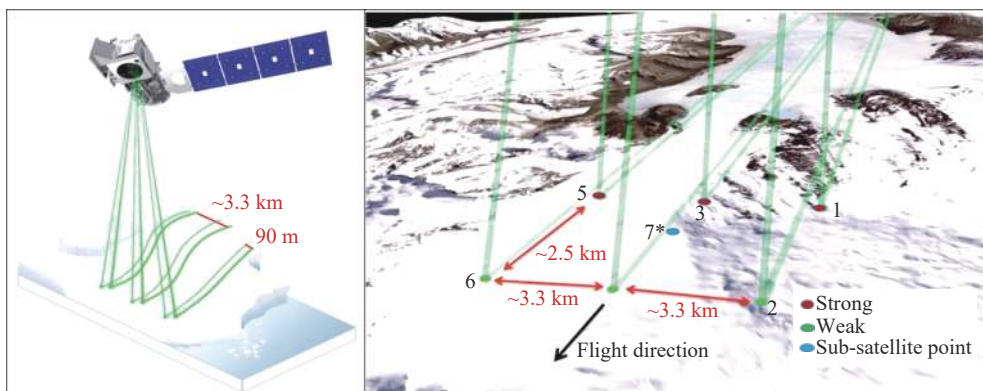 ~3.3 km
90 m
5
3
1
7*
~2.5 km
6
~3.3 km
~3.3 km
2
Flight direction
Strong
Weak
Sub-satellite point